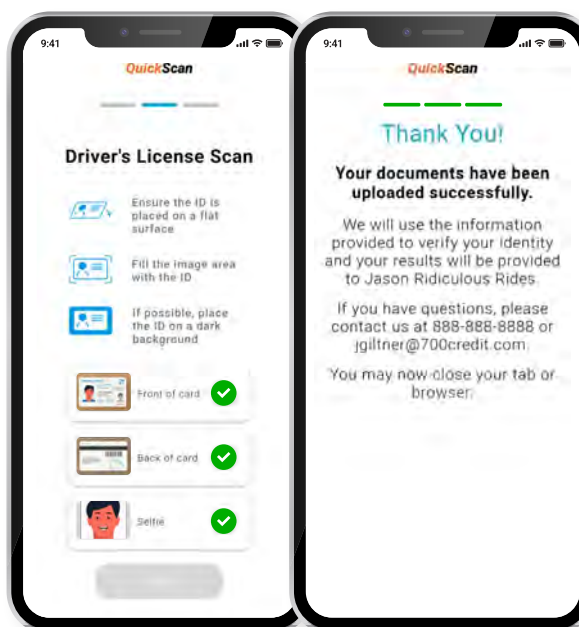 9:41
QuickScan
Driver's License Scan
Ensure the ID is
placed on a flat
surface
Fill the image area
with the ID
If possible, place
the ID on a dark
background
Front of card
Back of card
Selfie
9:41
QuickScan
Thank You!
Your documents have been
uploaded successfully.
We will use the information
provided to verify your identity
and your results will be provided
to Jason Ridiculous Rides.
If you have questions, please
contact us at 888-888-8888 or
jgiltner@700credit.com.
You may now close your tab or
browser.